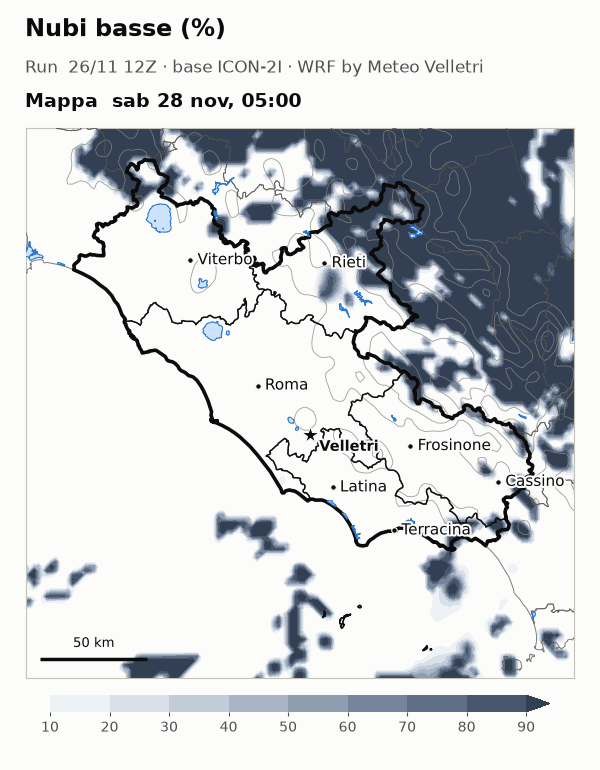 Nubi basse (%)
Run 26/11 12Z · base ICON-2I · WRF by Meteo Velletri
Mappa sab 28 nov, 05:00
Viterbo
Rieti
Roma
Velletri
Frosinone
Cassino
Latina
Terracina
50 km
10 20 30 40 50 60 70 80 90